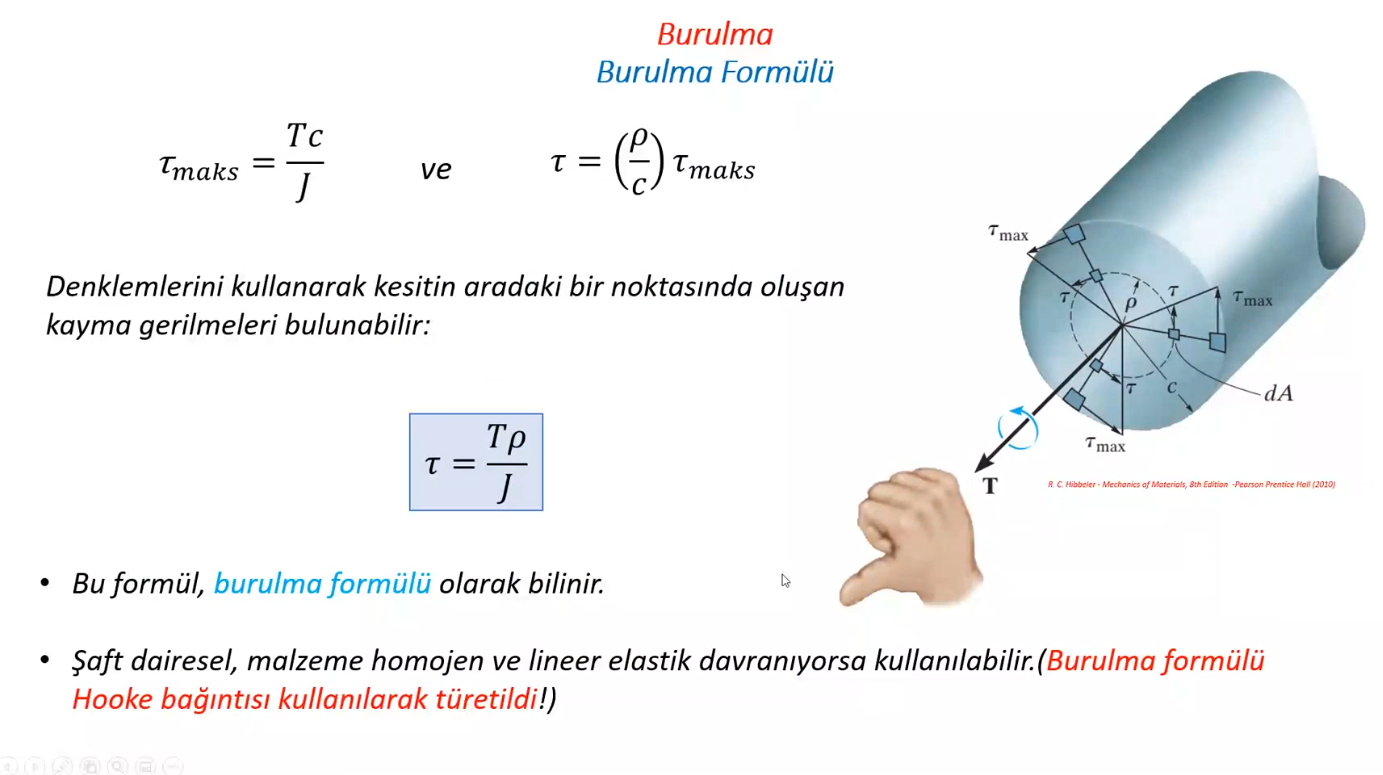 Burulma
Burulma Formülü
τ_maks = Tc/J ve τ = (ρ/c) τ_maks
Denklemlerini kullanarak kesitin aradaki bir noktasında oluşan
kayma gerilmeleri bulunabilir:
τ = Tρ/J
• Bu formül, burulma formülü olarak bilinir.
• Şaft dairesel, malzeme homojen ve lineer elastik davranıyorsa kullanılabilir.(Burulma formülü
Hooke bağıntısı kullanılarak türetildi!)
τmax
τ
ρ
τ
τmax
τ
c
dA
τmax
T
R. C. Hibbeler - Mechanics of Materials, 8th Edition -Pearson Prentice Hall (2010)